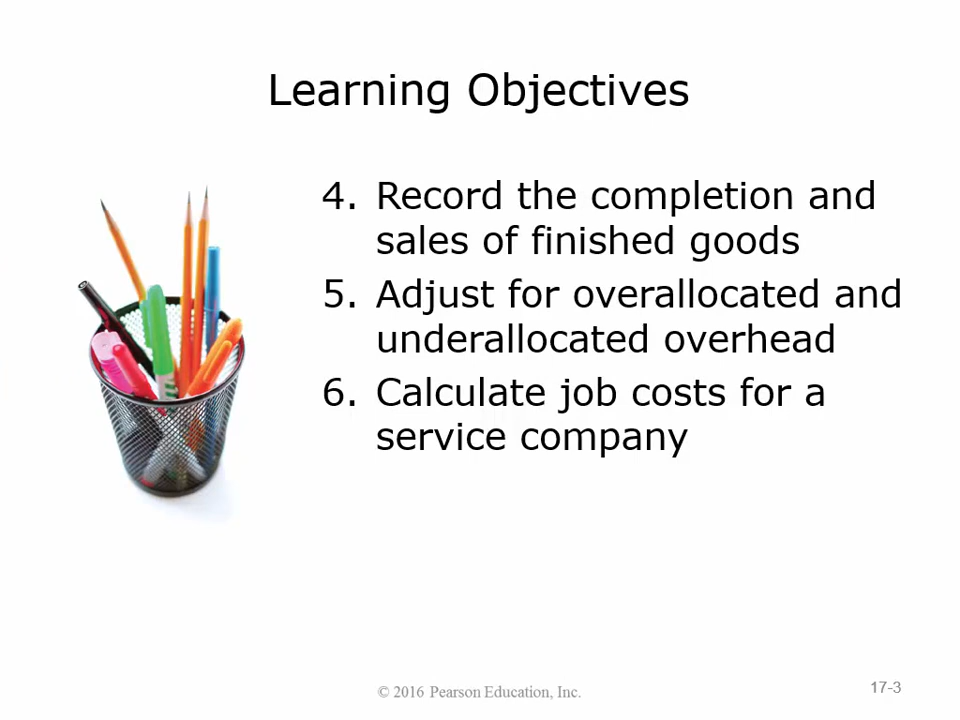 Learning Objectives
4. Record the completion and
sales of finished goods
5. Adjust for overallocated and
underallocated overhead
6. Calculate job costs for a
service company
© 2016 Pearson Education, Inc.
17-3